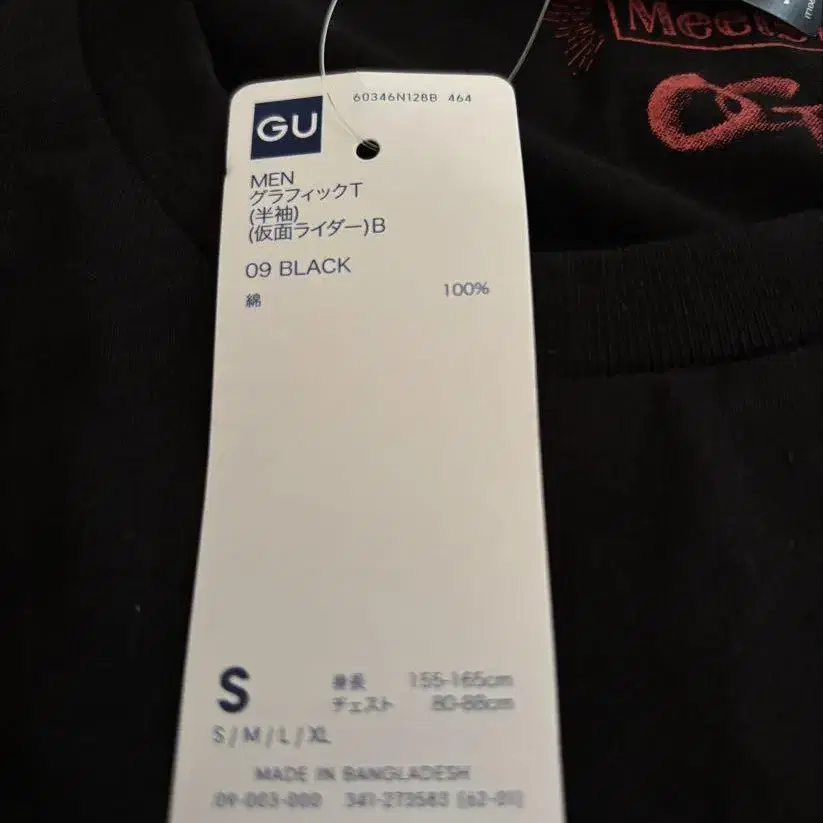 60346N128B 464
GU
MEN
グラフィックT
(半袖)
(仮面ライダー)B
09 BLACK
綿 100%
S 身長 155-165cm
チェスト 80-88cm
S/M/L/XL
MADE IN BANGLADESH
09-003-000 341-273583 (62-01)